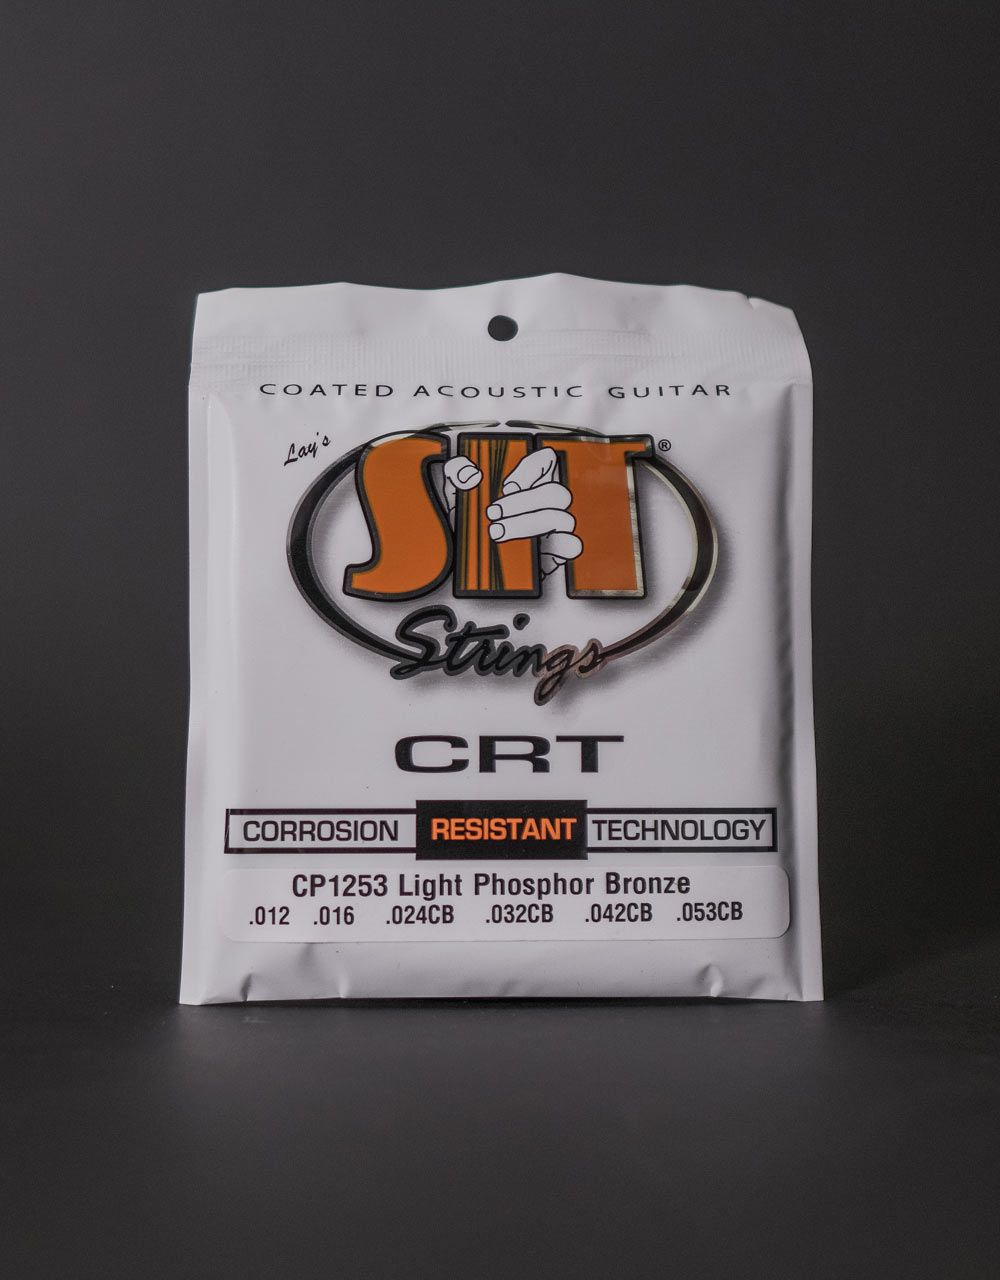 COATED ACOUSTIC GUITAR
Lay's
SIT®
Strings
CRT
CORROSION RESISTANT TECHNOLOGY
CP1253 Light Phosphor Bronze
.012 .016 .024CB .032CB .042CB .053CB